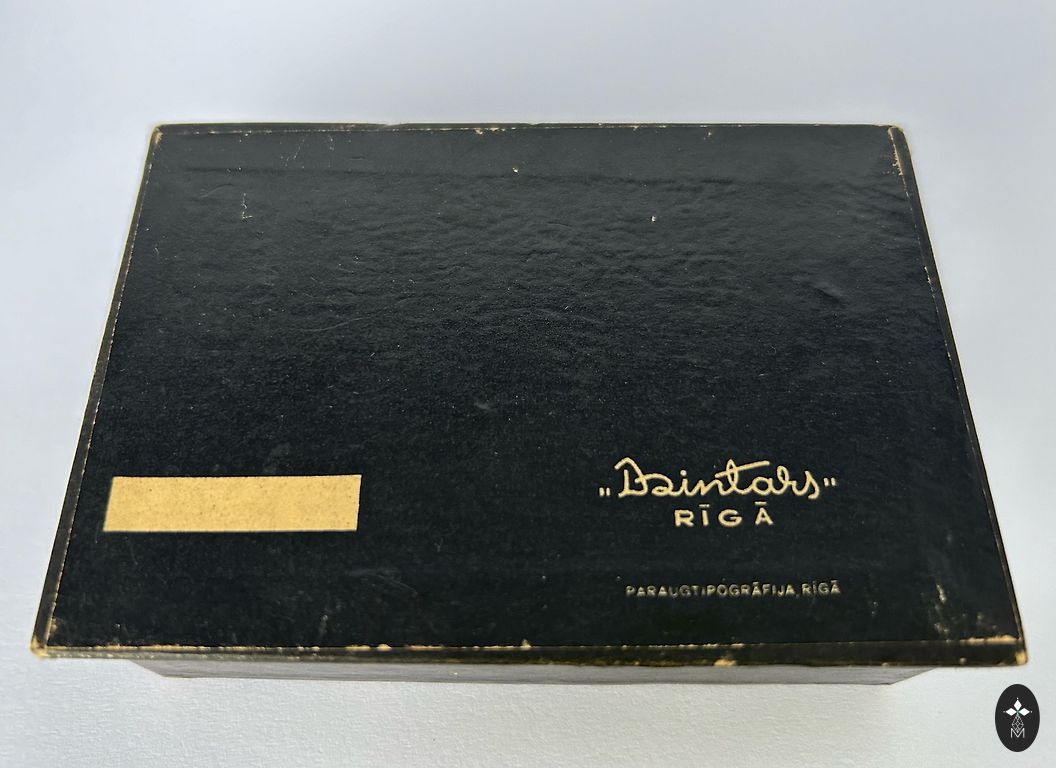 „Dzintars"
RĪGĀ
PARAUGTIPOGRĀFIJA, RĪGĀ
M